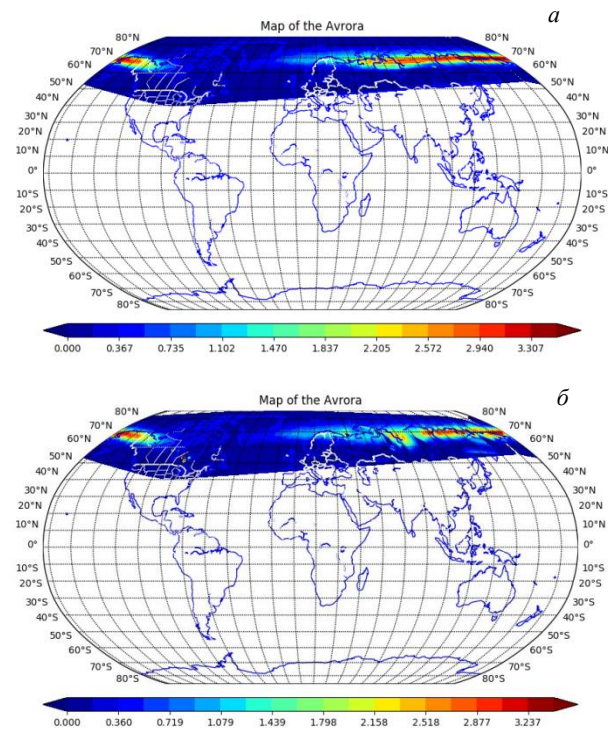 а
Map of the Avrora
80°N
70°N
60°N
50°N
40°N
30°N
20°N
10°N
0°
10°S
20°S
30°S
40°S
50°S
60°S
70°S
80°S
80°N
70°N
60°N
50°N
40°N
30°N
20°N
10°N
0°
10°S
20°S
30°S
40°S
50°S
60°S
70°S
80°S
0.000 0.367 0.735 1.102 1.470 1.837 2.205 2.572 2.940 3.307
б
Map of the Avrora
80°N
70°N
60°N
50°N
40°N
30°N
20°N
10°N
0°
10°S
20°S
30°S
40°S
50°S
60°S
70°S
80°S
80°N
70°N
60°N
50°N
40°N
30°N
20°N
10°N
0°
10°S
20°S
30°S
40°S
50°S
60°S
70°S
80°S
0.000 0.360 0.719 1.079 1.439 1.798 2.158 2.518 2.877 3.237